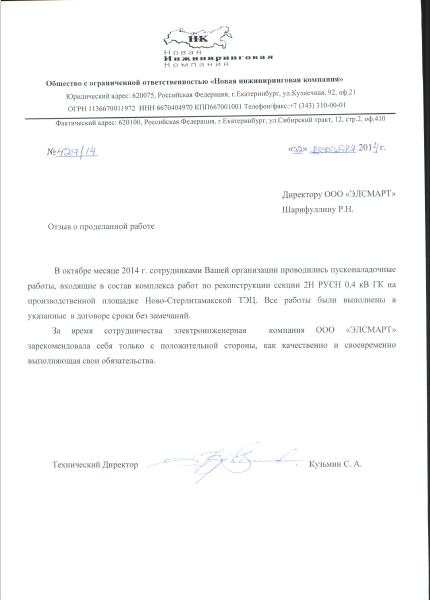 НК
Новая
Инжиниринговая
Компания
Общество с ограниченной ответственностью «Новая инжиниринговая компания»
Юридический адрес: 620075, Российская Федерация, г.Екатеринбург, ул.Кузнечная, 92, оф.21
ОГРН 1136670011972 ИНН 6670404970 КПП667001001 Телефон/факс:+7 (343) 310-00-01
Фактический адрес: 620100, Российская Федерация, г.Екатеринбург, ул.Сибирский тракт, 12, стр.2, оф.410
№429/14 «02» декабря 2014г.
Директору ООО «ЭЛСМАРТ»
Шарифуллину Р.Н.
Отзыв о проделанной работе
В октябре месяце 2014 г. сотрудниками Вашей организации проводились пусконаладочные
работы, входящие в состав комплекса работ по реконструкции секции 2Н РУСН 0,4 кВ ГК на
производственной площадке Ново-Стерлитамакской ТЭЦ. Все работы были выполнены в
указанные в договоре сроки без замечаний.
За время сотрудничества электроинженерная компания ООО «ЭЛСМАРТ»
зарекомендовала себя только с положительной стороны, как качественно и своевременно
выполняющая свои обязательства.
Технический Директор Кузьмин С. А.